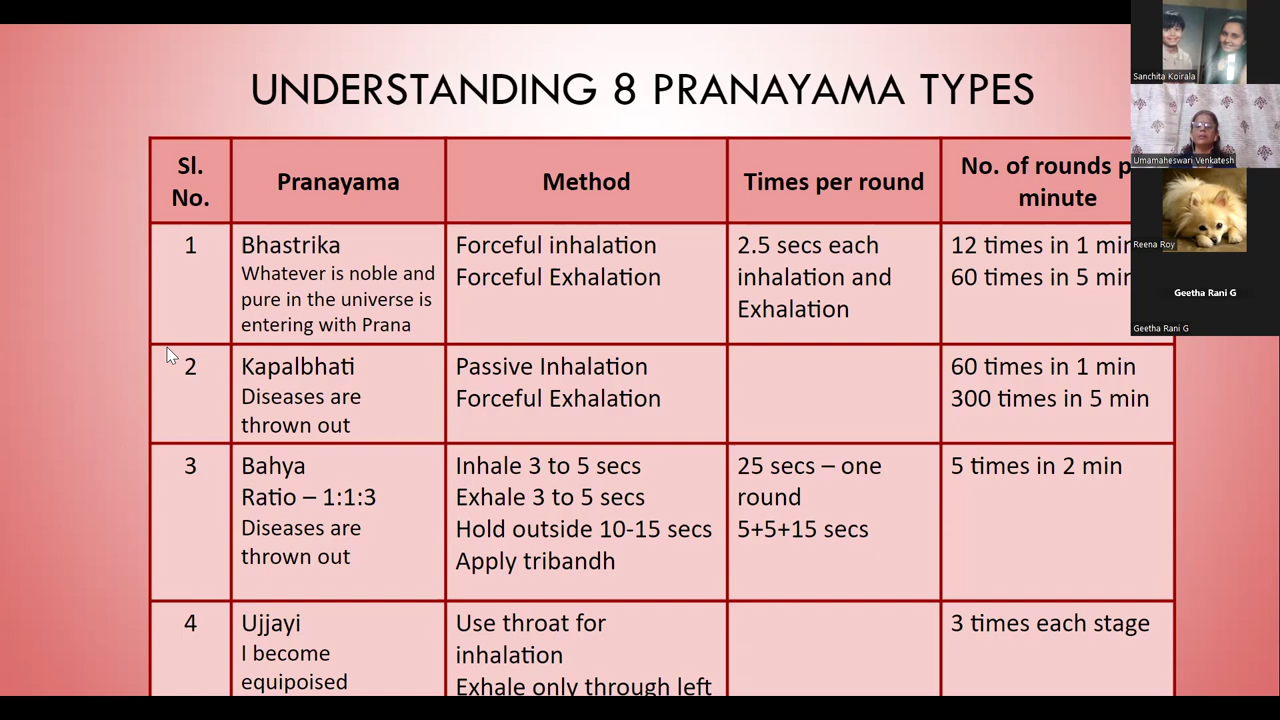 UNDERSTANDING 8 PRANAYAMA TYPES
Sl.
No.
Pranayama
Method
Times per round
No. of rounds p
minute
1
Bhastrika
Whatever is noble and
pure in the universe is
entering with Prana
Forceful inhalation
Forceful Exhalation
2.5 secs each
inhalation and
Exhalation
12 times in 1 min
60 times in 5 min
2
Kapalbhati
Diseases are
thrown out
Passive Inhalation
Forceful Exhalation
60 times in 1 min
300 times in 5 min
3
Bahya
Ratio – 1:1:3
Diseases are
thrown out
Inhale 3 to 5 secs
Exhale 3 to 5 secs
Hold outside 10-15 secs
Apply tribandh
25 secs – one
round
5+5+15 secs
5 times in 2 min
4
Ujjayi
I become
equipoised
Use throat for
inhalation
Exhale only through left
3 times each stage
Sanchita Koirala
Umamaheswari Venkatesh
Reena Roy
Geetha Rani G
Geetha Rani G